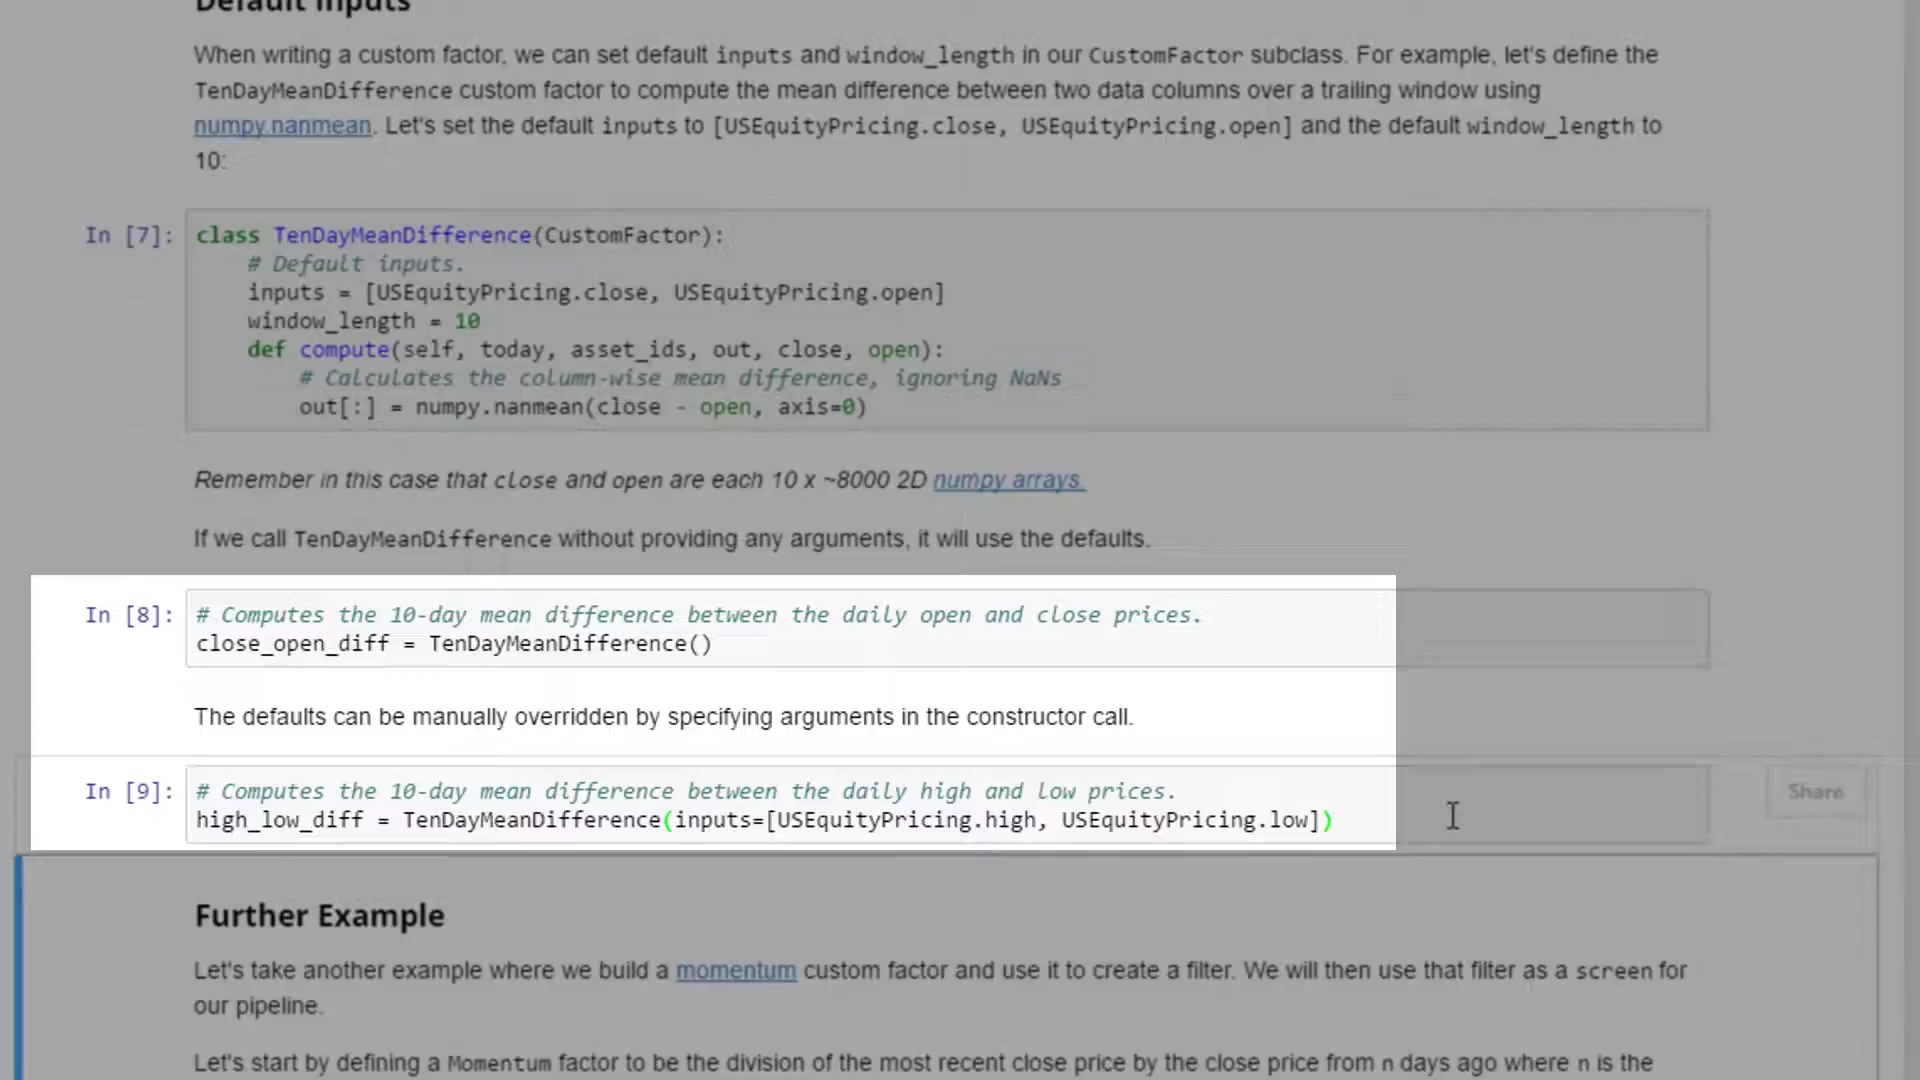 Default Inputs
When writing a custom factor, we can set default inputs and window_length in our CustomFactor subclass. For example, let's define the
TenDayMeanDifference custom factor to compute the mean difference between two data columns over a trailing window using
numpy.nanmean. Let's set the default inputs to [USEquityPricing.close, USEquityPricing.open] and the default window_length to
10:
In [7]: class TenDayMeanDifference(CustomFactor):
# Default inputs.
inputs = [USEquityPricing.close, USEquityPricing.open]
window_length = 10
def compute(self, today, asset_ids, out, close, open):
# Calculates the column-wise mean difference, ignoring NaNs
out[:] = numpy.nanmean(close - open, axis=0)
Remember in this case that close and open are each 10 x ~8000 2D numpy arrays.
If we call TenDayMeanDifference without providing any arguments, it will use the defaults.
In [8]: # Computes the 10-day mean difference between the daily open and close prices.
close_open_diff = TenDayMeanDifference()
The defaults can be manually overridden by specifying arguments in the constructor call.
In [9]: # Computes the 10-day mean difference between the daily high and low prices.
high_low_diff = TenDayMeanDifference(inputs=[USEquityPricing.high, USEquityPricing.low])
Share
Further Example
Let's take another example where we build a momentum custom factor and use it to create a filter. We will then use that filter as a screen for
our pipeline.
Let's start by defining a Momentum factor to be the division of the most recent close price by the close price from n days ago where n is the